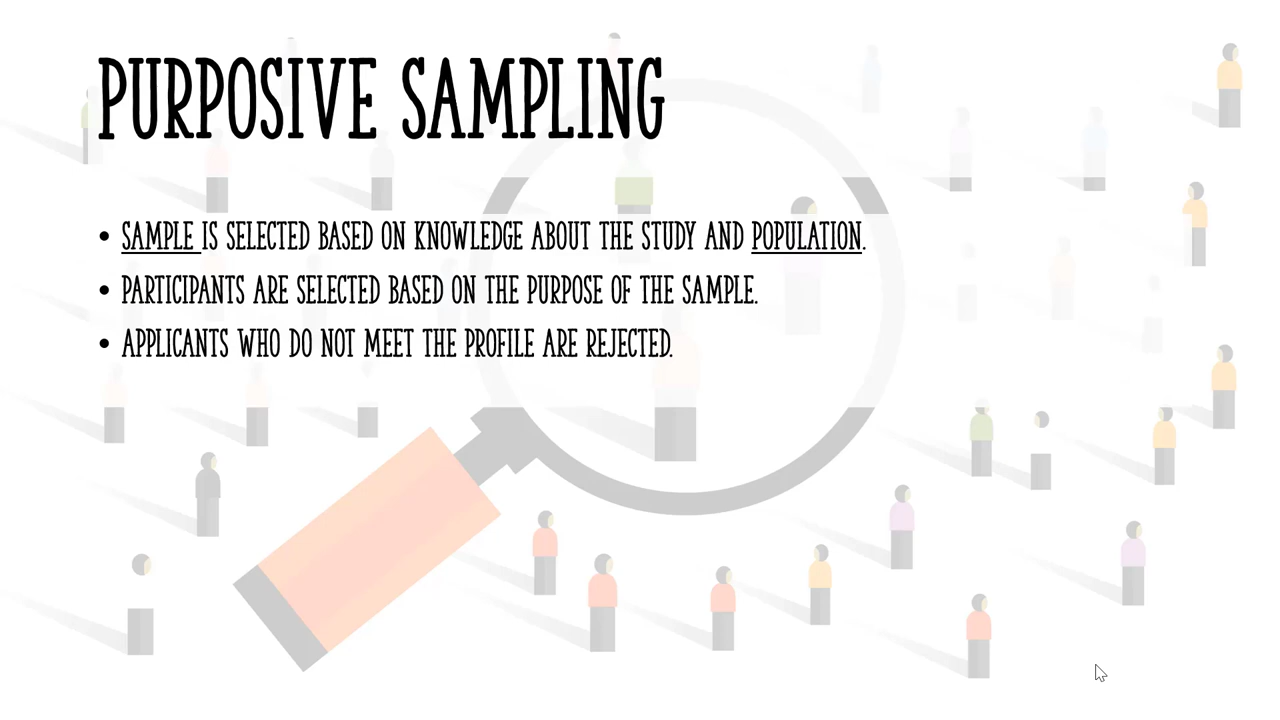 PURPOSIVE SAMPLING
• SAMPLE IS SELECTED BASED ON KNOWLEDGE ABOUT THE STUDY AND POPULATION.
• PARTICIPANTS ARE SELECTED BASED ON THE PURPOSE OF THE SAMPLE.
• APPLICANTS WHO DO NOT MEET THE PROFILE ARE REJECTED.